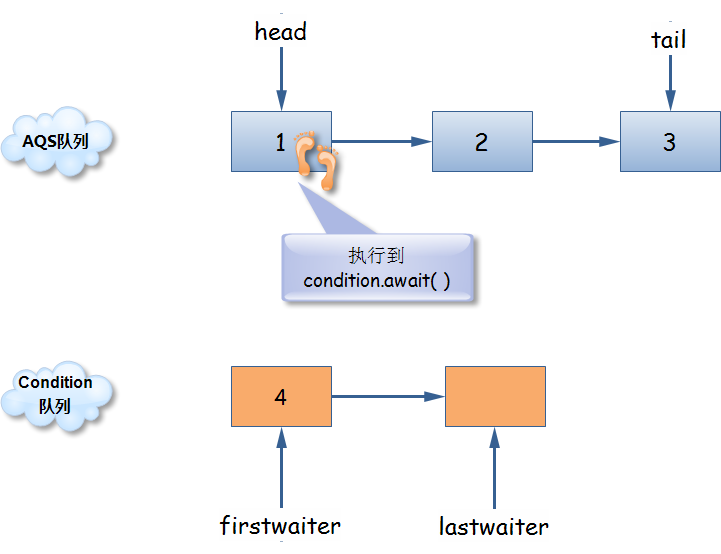 head
tail
AQS队列
1
2
3
执行到
condition.await( )
Condition
队列
4
firstwaiter
lastwaiter